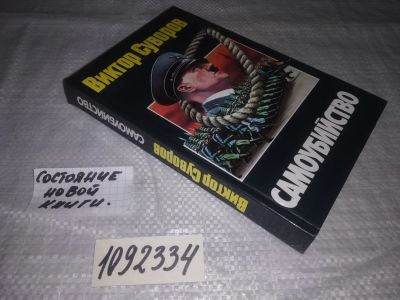 Виктор Суворов
САМОУБИЙСТВО
САМОУБИЙСТВО
Виктор Суворов
СОСТОЯНИЕ
НОВОЙ
КНИГИ.
1092334